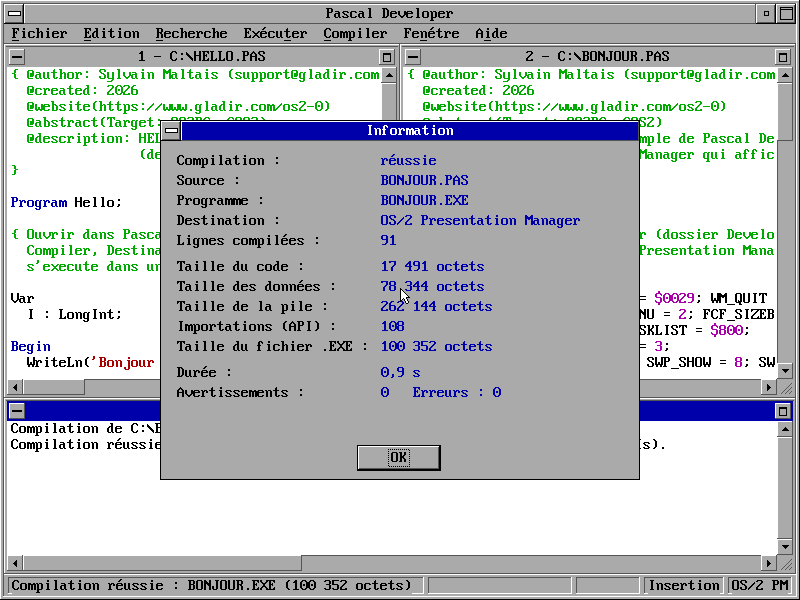 Pascal Developer
Fichier Edition Recherche Exécuter Compiler Fenêtre Aide
1 - C:\HELLO.PAS
{ @author: Sylvain Maltais (support@gladir.com
@created: 2026
@website(https://www.gladir.com/os2-0)
@abstract(Target:
@description:
(de
}
Program Hello;
{ Ouvrir dans Pasca
Compiler, Destina
s'execute dans un
Var
I : LongInt;
Begin
WriteLn('Bonjour
2 - C:\BONJOUR.PAS
{ @author: Sylvain Maltais (support@gladir.com
@created: 2026
@website(https://www.gladir.com/os2-0)
mple de Pascal De
Manager qui affic
r (dossier Develo
Presentation Mana
= $0029; WM_QUIT
NU = 2; FCF_SIZEB
SKLIST = $800;
= 3;
SWP_SHOW = 8; SW
Information
Compilation : réussie
Source : BONJOUR.PAS
Programme : BONJOUR.EXE
Destination : OS/2 Presentation Manager
Lignes compilées : 91
Taille du code : 17 491 octets
Taille des données : 78 344 octets
Taille de la pile : 262 144 octets
Importations (API) : 108
Taille du fichier .EXE : 100 352 octets
Durée : 0,9 s
Avertissements : 0 Erreurs : 0
OK
Compilation de C:\B
Compilation réussie s).
Compilation réussie : BONJOUR.EXE (100 352 octets) Insertion OS/2 PM